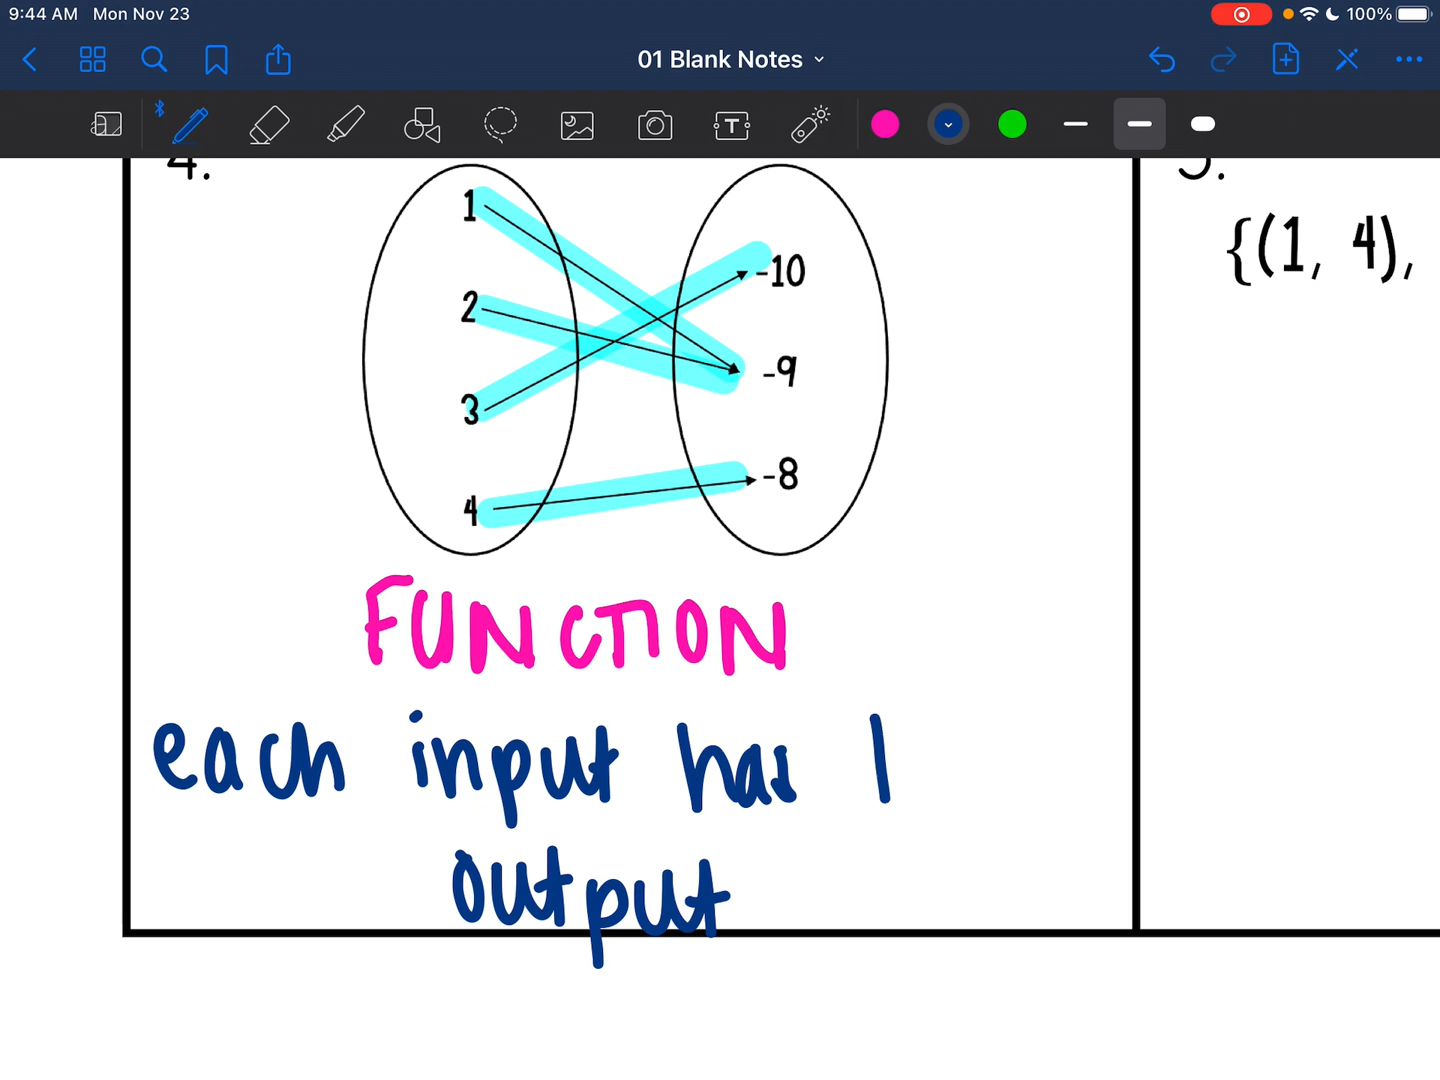 9:44 AM Mon Nov 23
100%
01 Blank Notes
T
4.
1
2
3
4
-10
-9
-8
FUNCTION
each input has 1
output
{(1, 4),